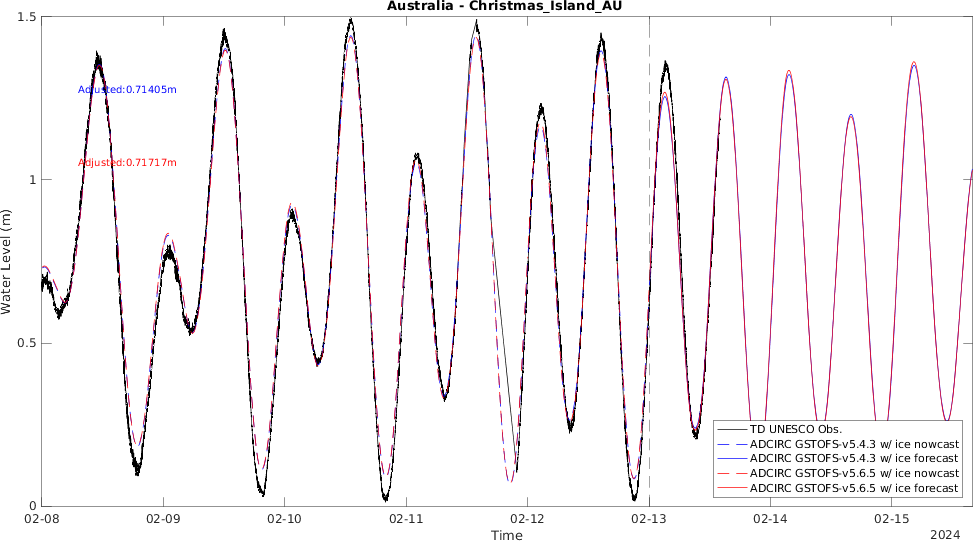 Australia - Christmas_Island_AU
1.5
1
0.5
0
Water Level (m)
Adjusted:0.71405m
Adjusted:0.71717m
TD UNESCO Obs.
ADCIRC GSTOFS-v5.4.3 w/ ice nowcast
ADCIRC GSTOFS-v5.4.3 w/ ice forecast
ADCIRC GSTOFS-v5.6.5 w/ ice nowcast
ADCIRC GSTOFS-v5.6.5 w/ ice forecast
02-08 02-09 02-10 02-11 02-12 02-13 02-14 02-15
Time
2024